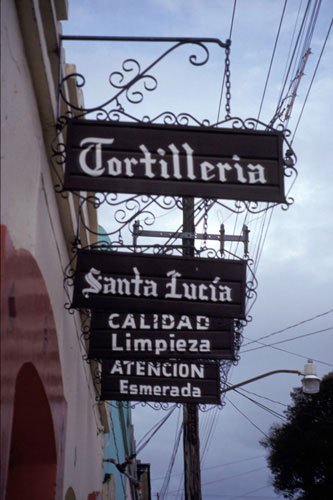 Tortilleria
Santa Lucía
CALIDAD
Limpieza
ATENCION
Esmerada